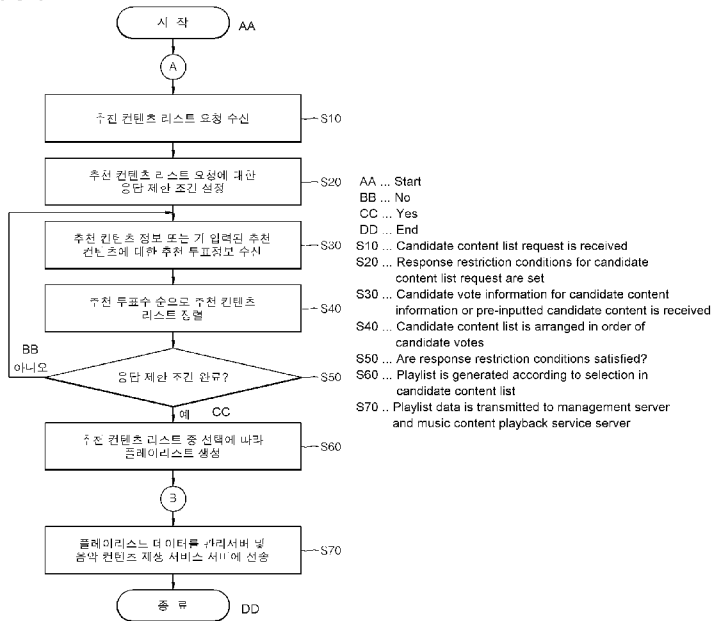 시 작
AA
A
추천 컨텐츠 리스트 요청 수신
S10
추천 컨텐츠 리스트 요청에 대한
응답 제한 조건 설정
S20
추천 컨텐츠 정보 또는 기 입력된 추천
컨텐츠에 대한 추천 투표정보 수신
S30
추천 투표수 순으로 추천 컨텐츠
리스트 정렬
S40
BB
아니오
응답 제한 조건 완료?
S50
예 CC
추천 컨텐츠 리스트 중 선택에 따라
플레이리스트 생성
S60
B
플레이리스트 데이터를 관리서버 및
음악 컨텐츠 재생 서비스 서버에 전송
S70
종 료
DD
AA ... Start
BB ... No
CC ... Yes
DD ... End
S10 ... Candidate content list request is received
S20 ... Response restriction conditions for candidate
content list request are set
S30 ... Candidate vote information for candidate content
information or pre-inputted candidate content is received
S40 ... Candidate content list is arranged in order of
candidate votes
S50 ... Are response restriction conditions satisfied?
S60 ... Playlist is generated according to selection in
candidate content list
S70 .. Playlist data is transmitted to management server
and music content playback service server